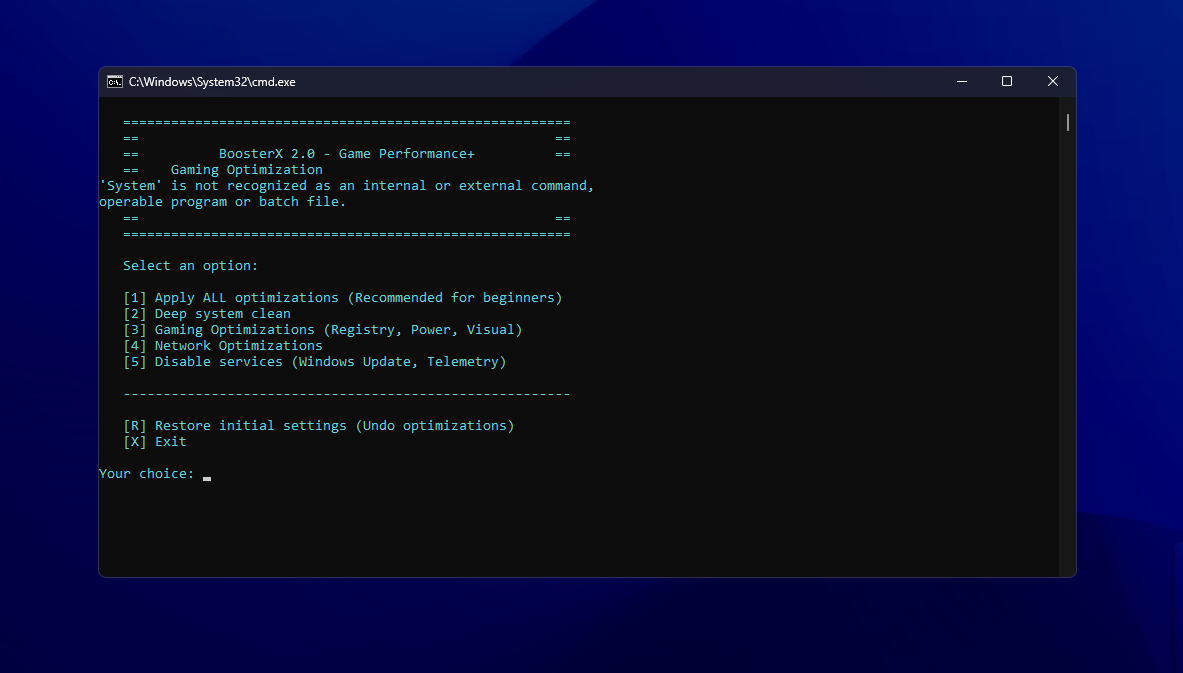 C:\Windows\System32\cmd.exe
========================================================
==                                                    ==
==          BoosterX 2.0 - Game Performance+          ==
==    Gaming Optimization
'System' is not recognized as an internal or external command,
operable program or batch file.
==                                                    ==
========================================================
Select an option:
[1] Apply ALL optimizations (Recommended for beginners)
[2] Deep system clean
[3] Gaming Optimizations (Registry, Power, Visual)
[4] Network Optimizations
[5] Disable services (Windows Update, Telemetry)
--------------------------------------------------------
[R] Restore initial settings (Undo optimizations)
[X] Exit
Your choice: